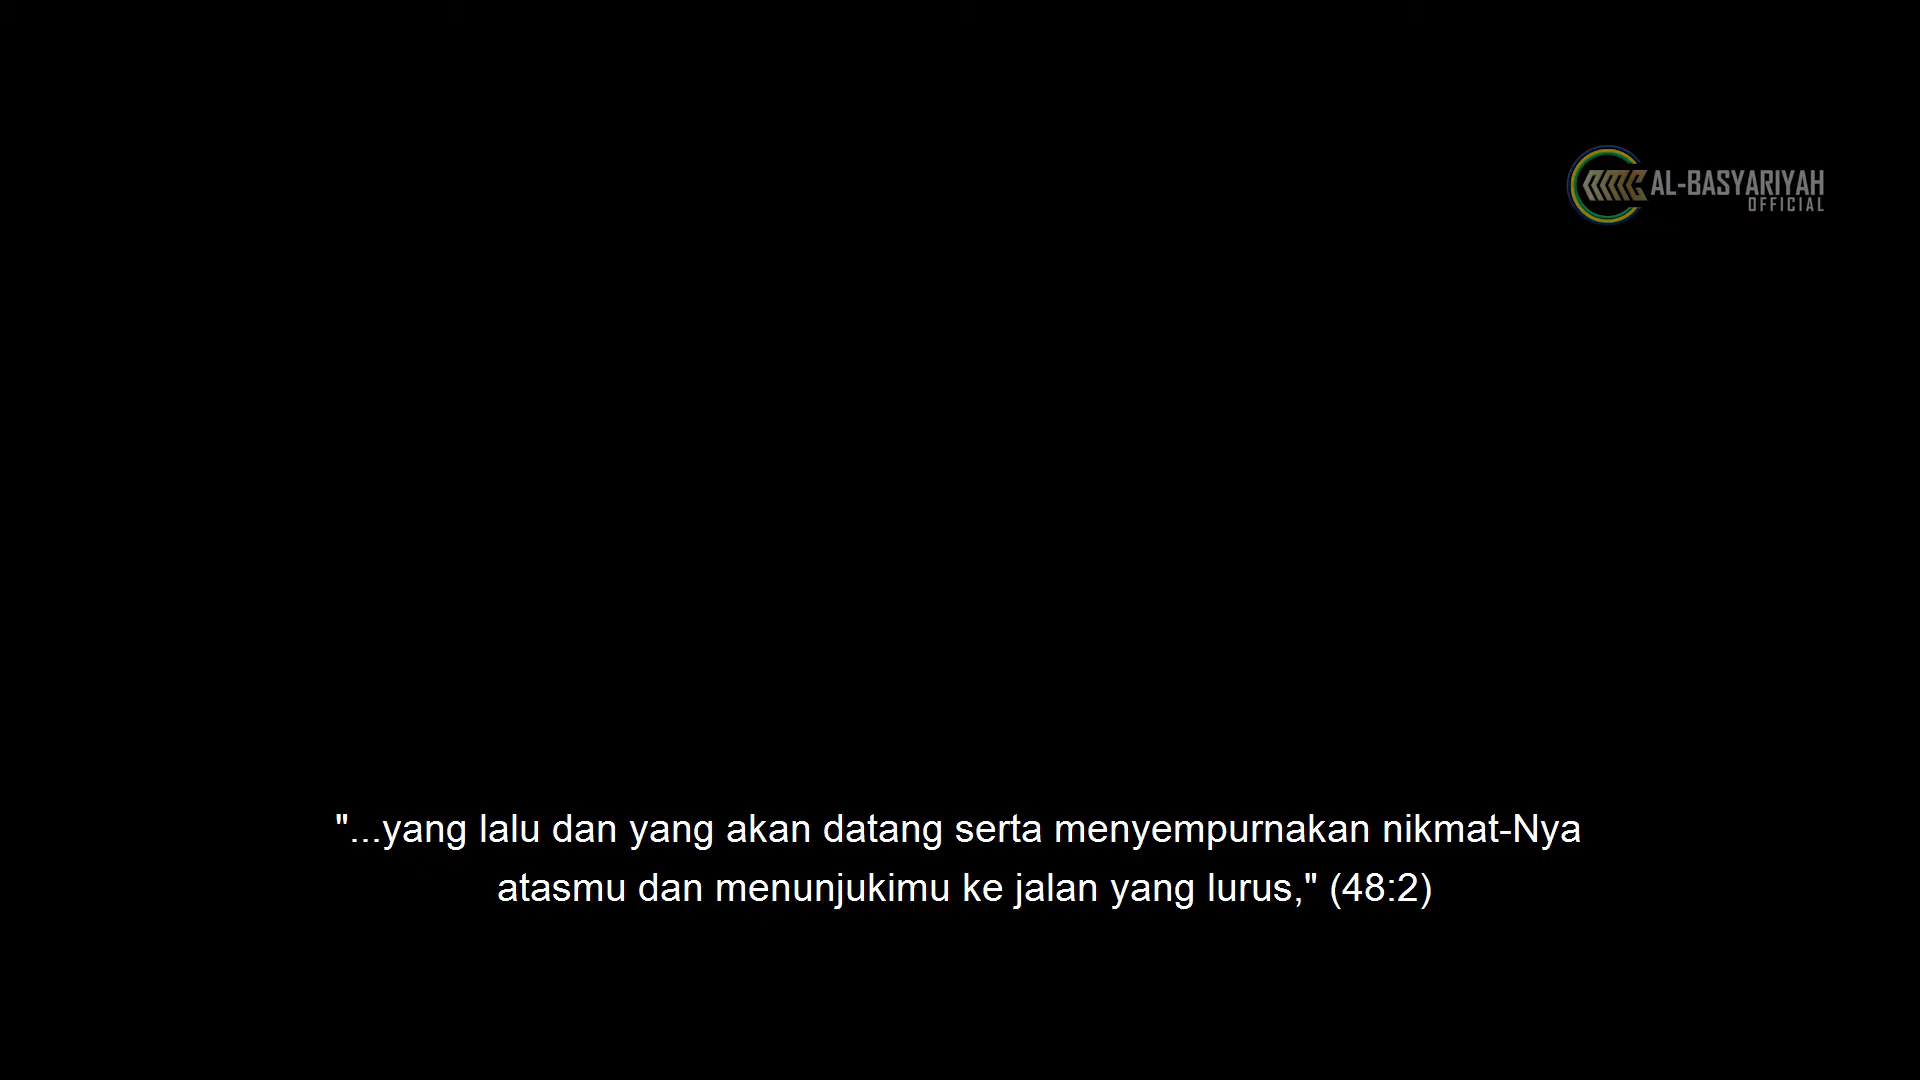 AL-BASYARIYAH
OFFICIAL
"...yang lalu dan yang akan datang serta menyempurnakan nikmat-Nya
atasmu dan menunjukimu ke jalan yang lurus," (48:2)